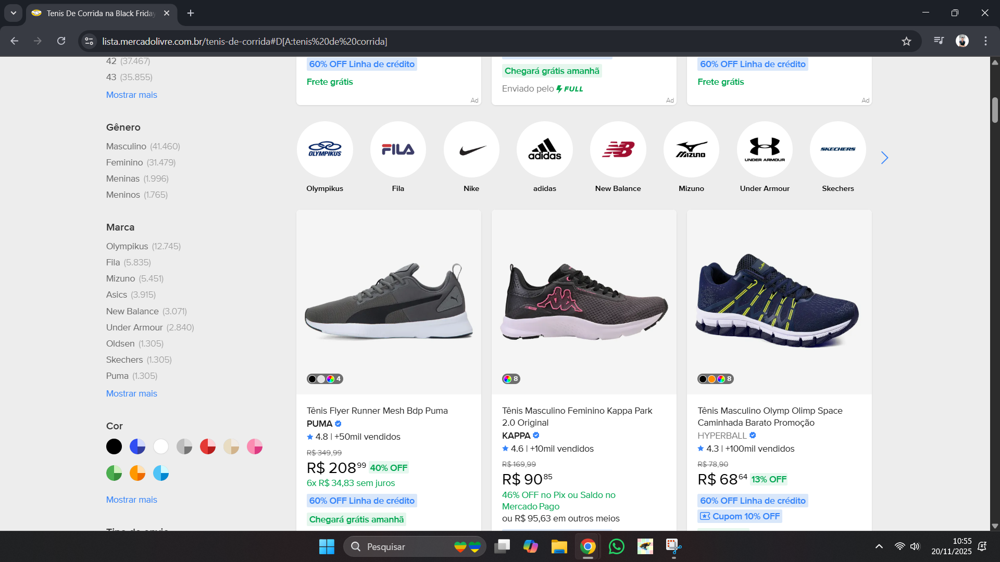 Tenis De Corrida na Black Friday
lista.mercadolivre.com.br/tenis-de-corrida#D[A:tenis%20de%20corrida]
42 (37.467)
43 (35.855)
Mostrar mais
Gênero
Masculino (41.460)
Feminino (31.479)
Meninas (1.996)
Meninos (1.765)
Marca
Olympikus (12.745)
Fila (5.835)
Mizuno (5.451)
Asics (3.915)
New Balance (3.071)
Under Armour (2.840)
Oldsen (1.305)
Skechers (1.305)
Puma (1.305)
Mostrar mais
Cor
Mostrar mais
Tipo de envio
60% OFF Linha de crédito
Frete grátis
Ad
Chegará grátis amanhã
Enviado pelo FULL
Ad
60% OFF Linha de crédito
Frete grátis
Ad
OLYMPIKUS
FILA
adidas
NB
MIZUNO
UNDER ARMOUR
SKECHERS
Olympikus
Fila
Nike
adidas
New Balance
Mizuno
Under Armour
Skechers
4
Tênis Flyer Runner Mesh Bdp Puma
PUMA
4.8 | +50mil vendidos
R$ 349,99
R$ 208 99 40% OFF
6x R$ 34,83 sem juros
60% OFF Linha de crédito
Chegará grátis amanhã
8
Tênis Masculino Feminino Kappa Park
2.0 Original
KAPPA
4.6 | +10mil vendidos
R$ 169,99
R$ 90 85
46% OFF no Pix ou Saldo no
Mercado Pago
ou R$ 95,63 em outros meios
8
Tênis Masculino Olymp Olimp Space
Caminhada Barato Promoção
HYPERBALL
4.3 | +100mil vendidos
R$ 78,90
R$ 68 64 13% OFF
60% OFF Linha de crédito
Cupom 10% OFF
Pesquisar
10:55
20/11/2025